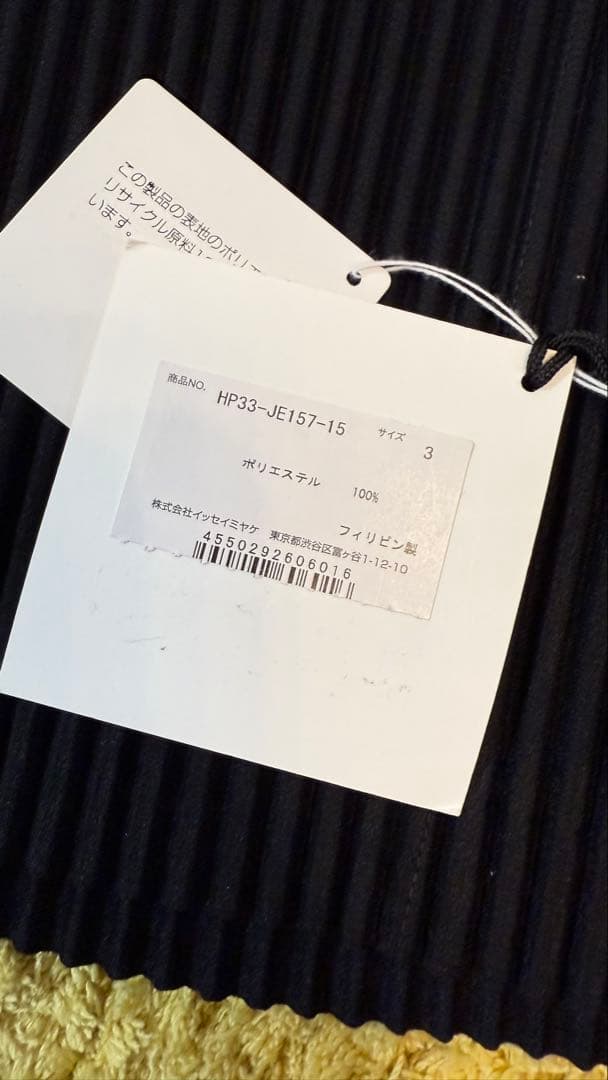 この製品の表地のポリエ
リサイクル原料
います。
商品NO. HP33-JE157-15 サイズ 3
ポリエステル 100%
フィリピン製
株式会社イッセイミヤケ 東京都渋谷区富ヶ谷1-12-10
4550292606016